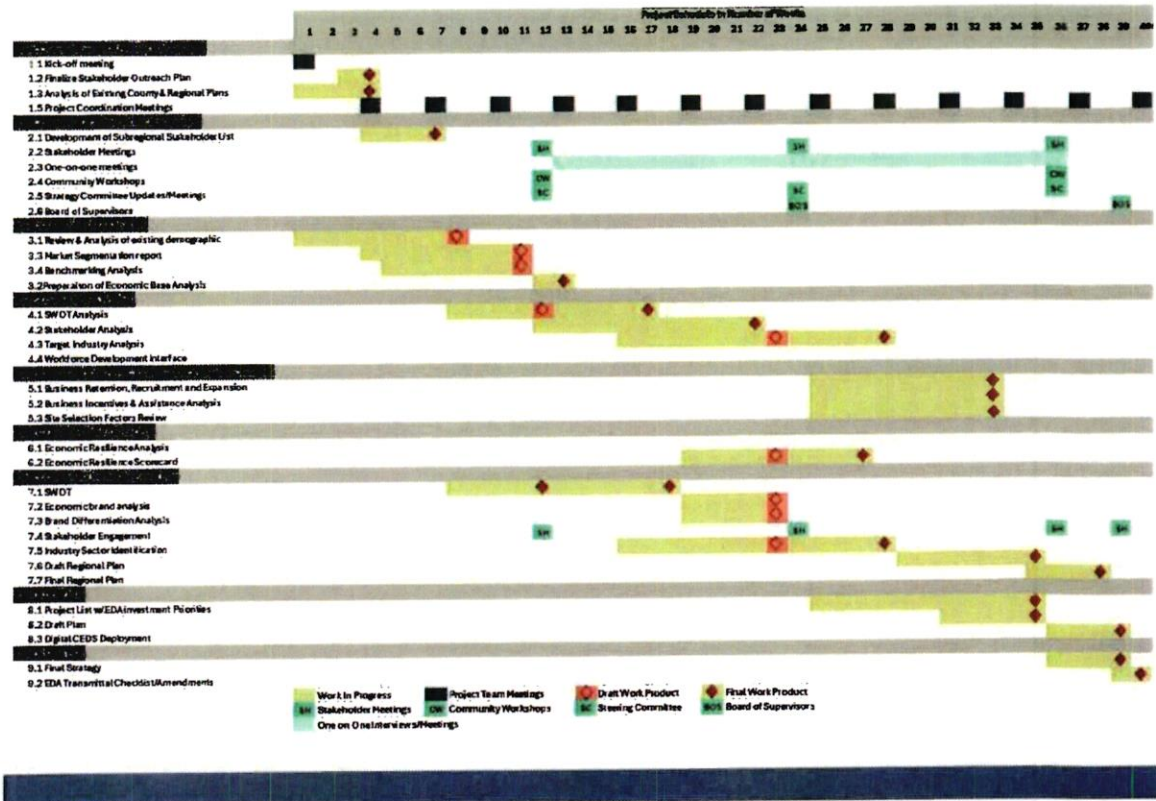 Project Schedule in Number of Weeks
1 2 3 4 5 6 7 8 9 10 11 12 13 14 15 16 17 18 19 20 21 22 23 24 25 26 27 28 29 30 31 32 33 34 35 36 37 38 39 40
1.1 Kick-off meeting
1.2 Finalize Stakeholder Outreach Plan
1.3 Analysis of Existing County & Regional Plans
1.5 Project Coordination Meetings
2.1 Development of Subregional Stakeholder List
2.2 Stakeholder Meetings SH SH SH
2.3 One-on-one meetings
2.4 Community Workshops CW CW
2.5 Strategy Committee Updates/Meetings SC SC SC
2.6 Board of Supervisors BOS BOS
3.1 Review & Analysis of existing demographic
3.3 Market Segmentation report
3.4 Benchmarking Analysis
3.2 Preparation of Economic Base Analysis
4.1 SWOT Analysis
4.2 Stakeholder Analysis
4.3 Target Industry Analysis
4.4 Workforce Development Interface
5.1 Business Retention, Recruitment and Expansion
5.2 Business Incentives & Assistance Analysis
5.3 Site Selection Factors Review
6.1 Economic Resilience Analysis
6.2 Economic Resilience Scorecard
7.1 SWOT
7.2 Economic brand analysis
7.3 Brand Differentiation Analysis
7.4 Stakeholder Engagement SH SH SH SH
7.5 Industry Sector Identification
7.6 Draft Regional Plan
7.7 Final Regional Plan
8.1 Project List w/EDA Investment Priorities
8.2 Draft Plan
8.3 Digital CEDS Deployment
9.1 Final Strategy
9.2 EDA Transmittal Checklist/Amendments
Work In Progress Project Team Meetings Draft Work Product Final Work Product
SH Stakeholder Meetings CW Community Workshops SC Steering Committee BOS Board of Supervisors
One on One Interviews/Meetings